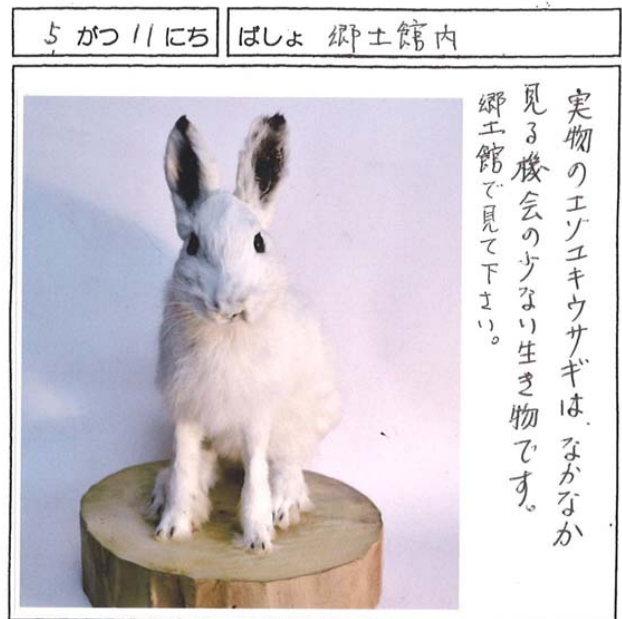 5 がつ 11 にち
ばしょ 郷土館内
実物のエゾユキウサギは、なかなか
見る機会の少ない生き物です。
郷土館で見て下さい。